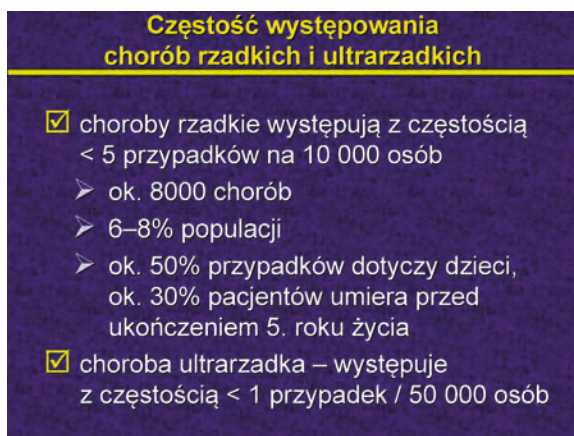 Częstość występowania
chorób rzadkich i ultrarzadkich
choroby rzadkie występują z częstością
< 5 przypadków na 10 000 osób
ok. 8000 chorób
6–8% populacji
ok. 50% przypadków dotyczy dzieci,
ok. 30% pacjentów umiera przed
ukończeniem 5. roku życia
choroba ultrarzadka – występuje
z częstością < 1 przypadek / 50 000 osób